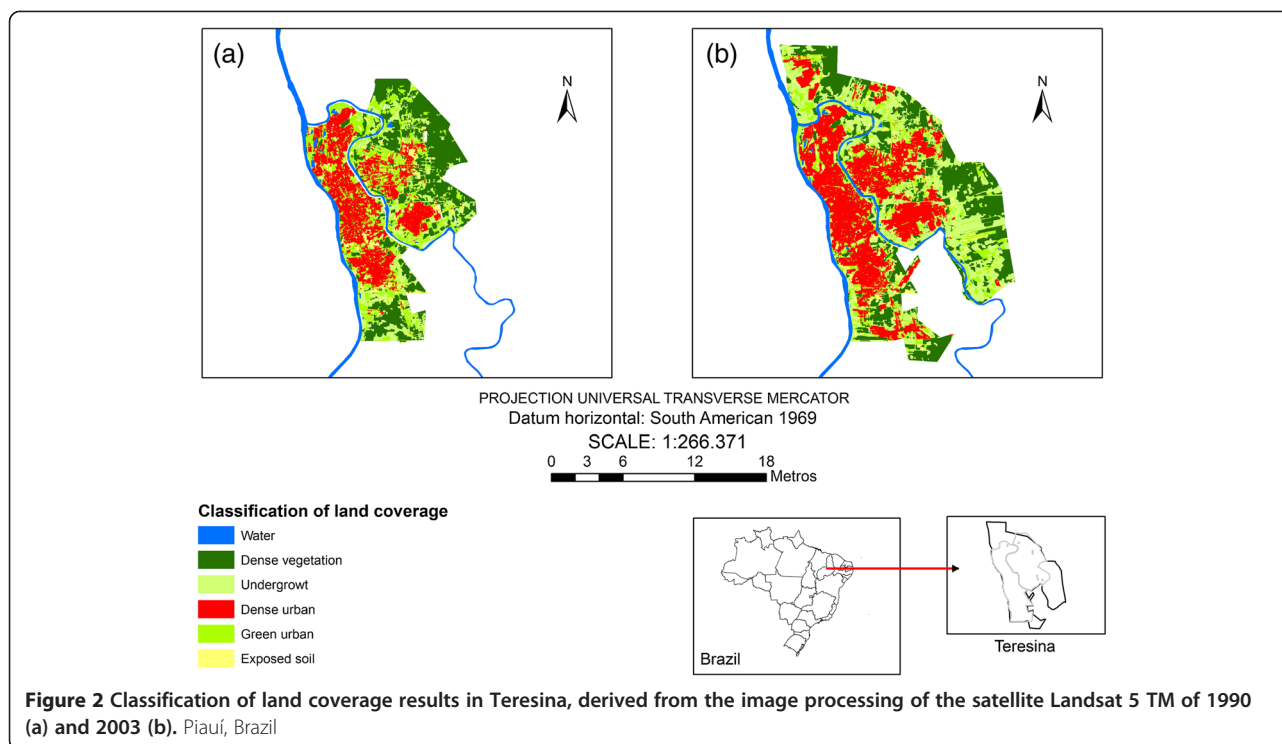 (a)
N
(b)
N
PROJECTION UNIVERSAL TRANSVERSE MERCATOR
Datum horizontal: South American 1969
SCALE: 1:266.371
0 3 6 12 18
Metros
Classification of land coverage
Water
Dense vegetation
Undergrowt
Dense urban
Green urban
Exposed soil
Brazil
Teresina
Figure 2 Classification of land coverage results in Teresina, derived from the image processing of the satellite Landsat 5 TM of 1990
(a) and 2003 (b). Piauí, Brazil